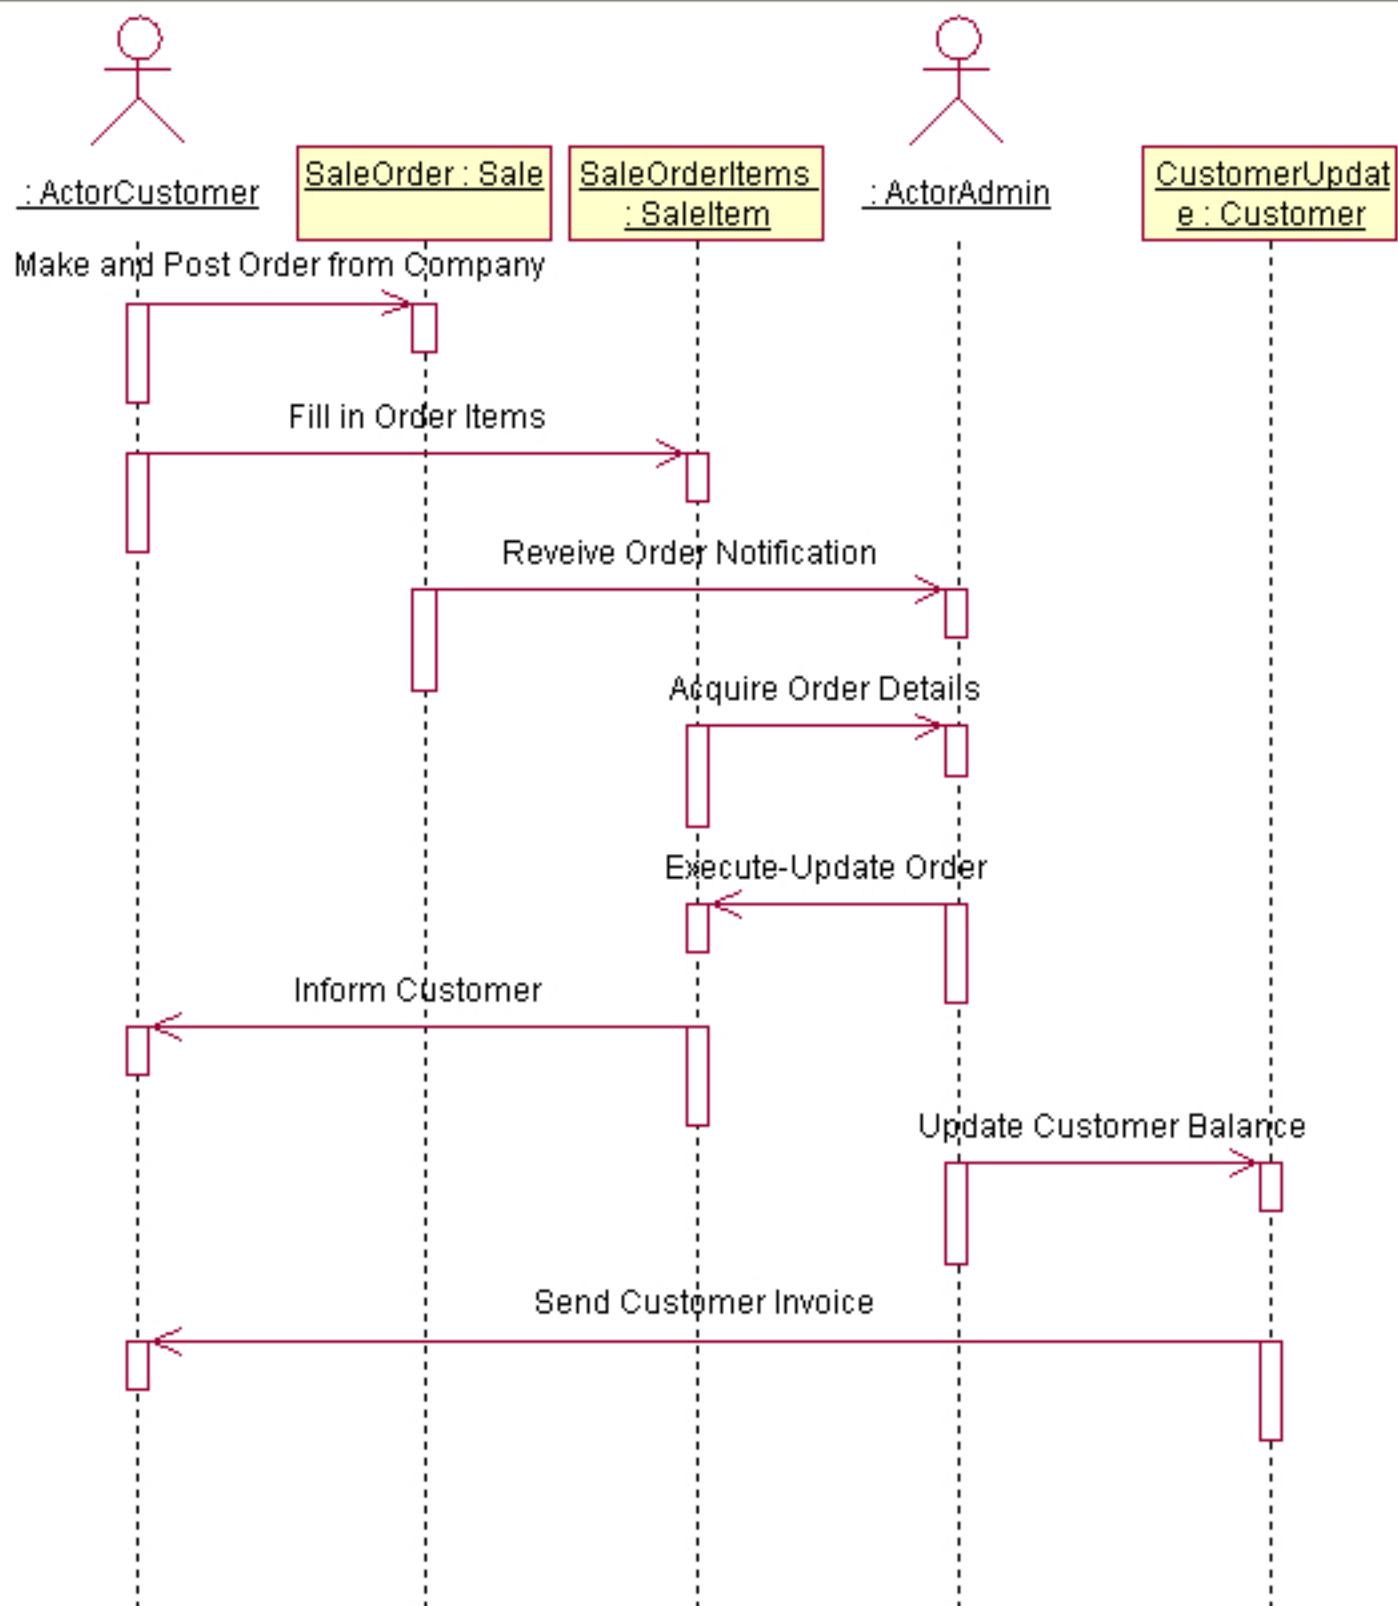 : ActorCustomer
SaleOrder : Sale
SaleOrderItems
: SaleItem
: ActorAdmin
CustomerUpdat
e : Customer
Make and Post Order from Company
Fill in Order Items
Reveive Order Notification
Acquire Order Details
Execute-Update Order
Inform Customer
Update Customer Balance
Send Customer Invoice